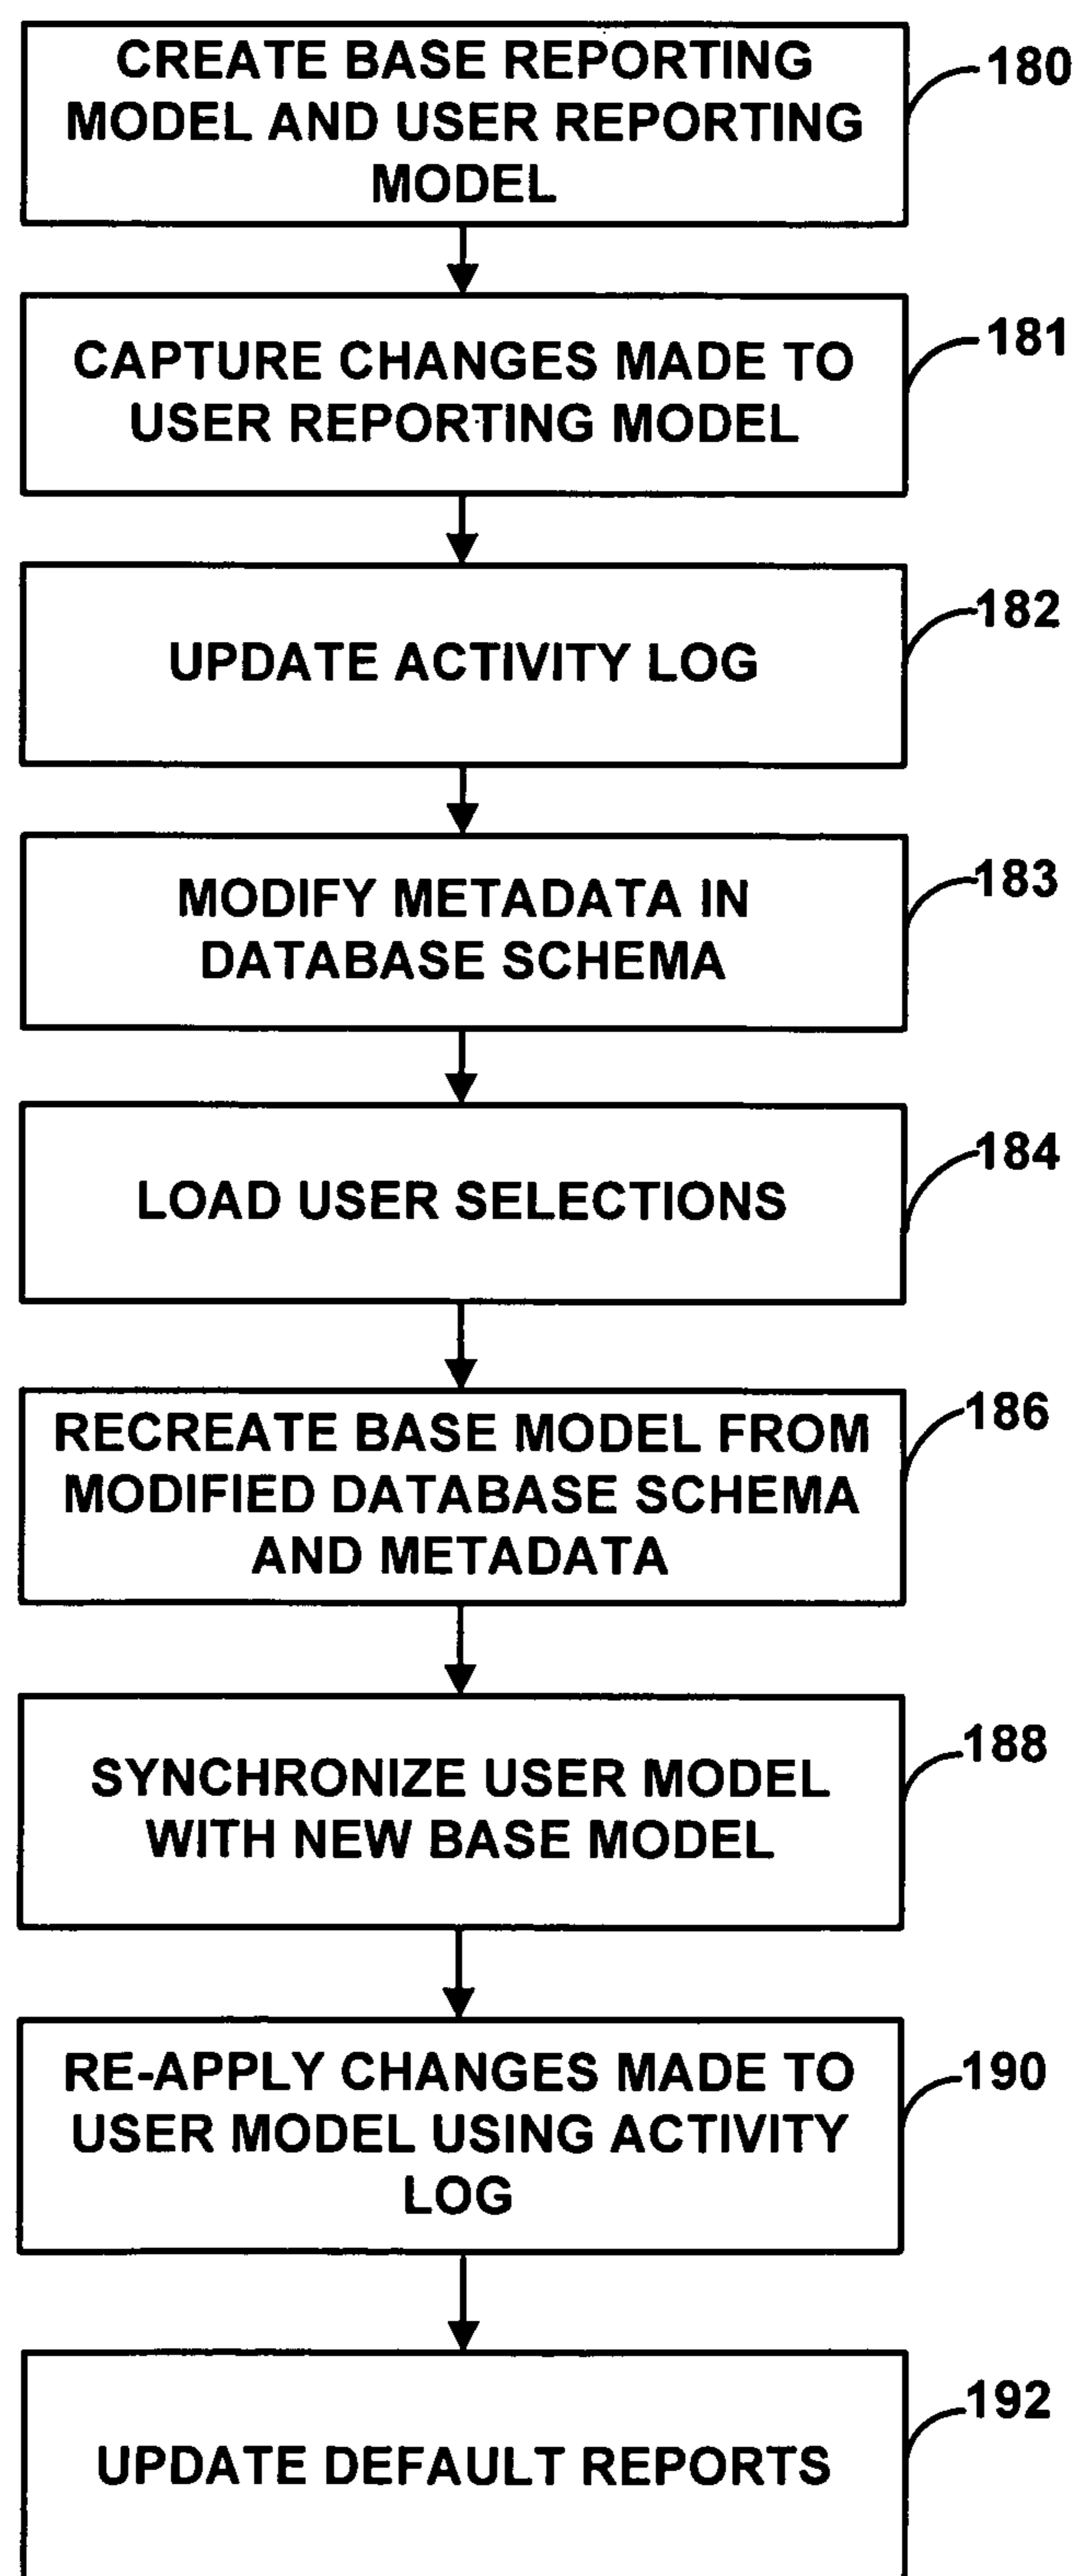 CREATE BASE REPORTING
MODEL AND USER REPORTING
MODEL
180
CAPTURE CHANGES MADE TO
USER REPORTING MODEL
181
UPDATE ACTIVITY LOG
182
MODIFY METADATA IN
DATABASE SCHEMA
183
LOAD USER SELECTIONS
184
RECREATE BASE MODEL FROM
MODIFIED DATABASE SCHEMA
AND METADATA
186
SYNCHRONIZE USER MODEL
WITH NEW BASE MODEL
188
RE-APPLY CHANGES MADE TO
USER MODEL USING ACTIVITY
LOG
190
UPDATE DEFAULT REPORTS
192